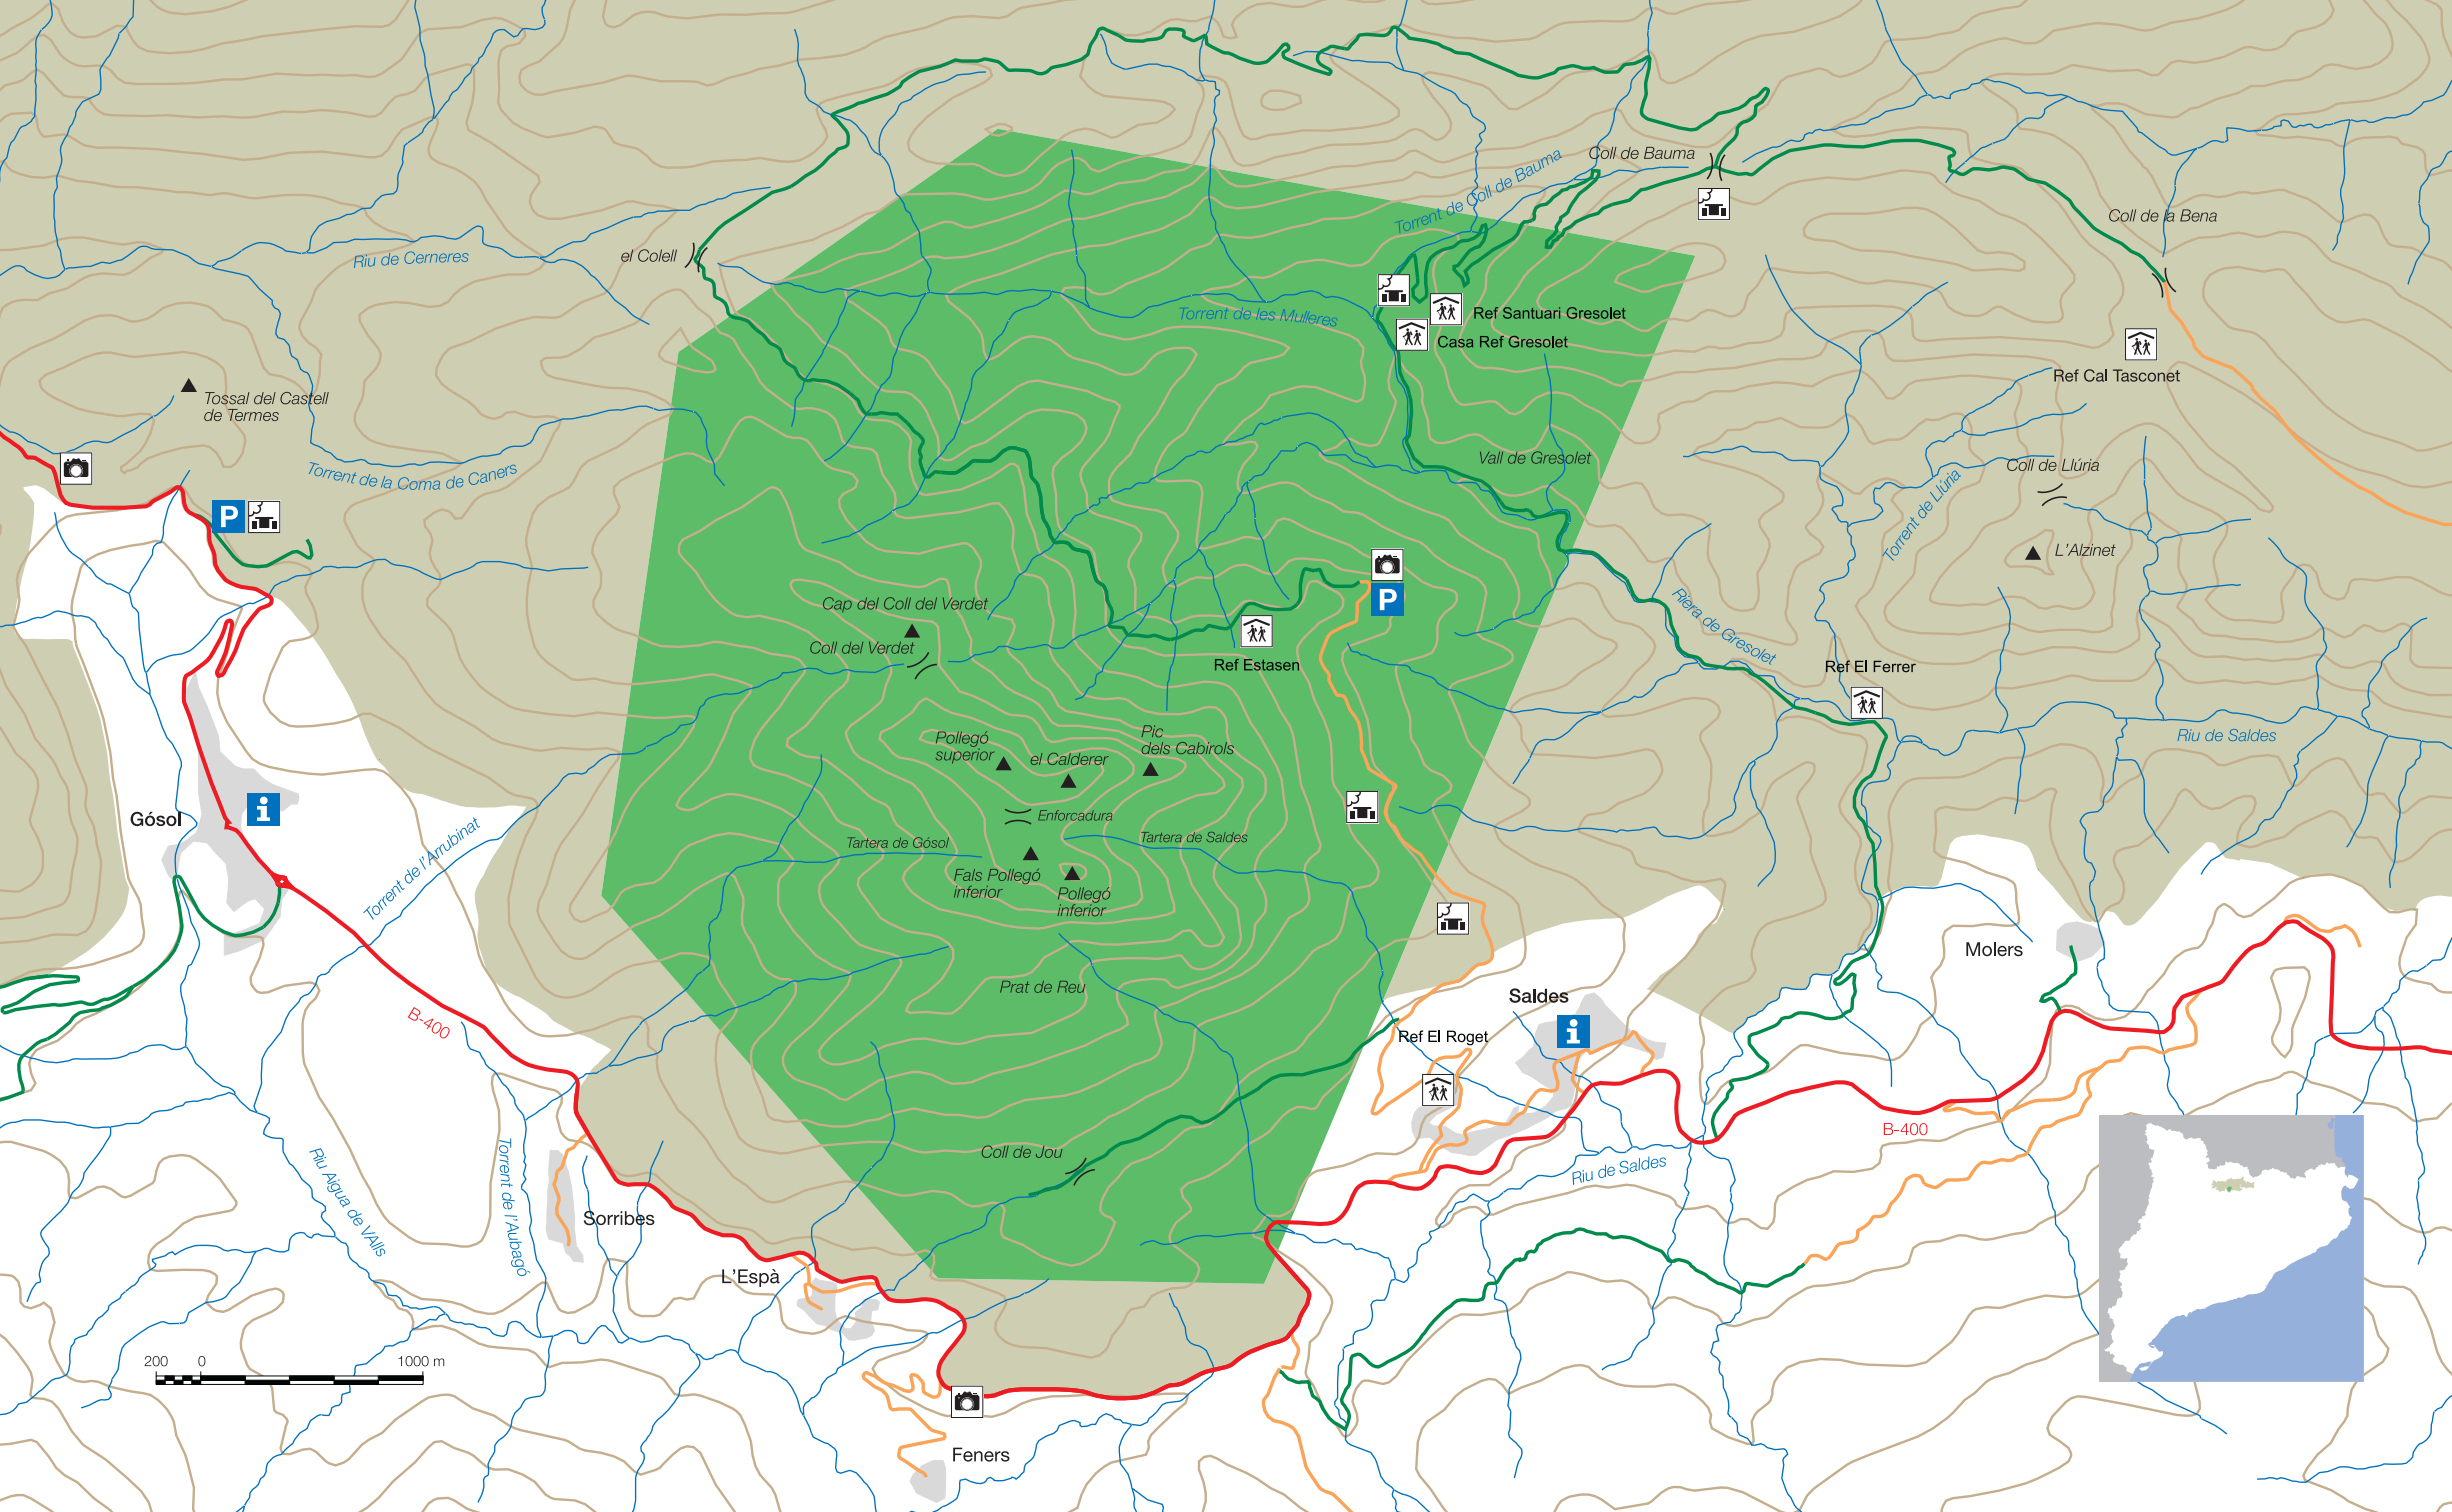 Coll de Bauma
Torrent de Coll de Bauma
Coll de la Bena
el Colell
Riu de Cerneres
Torrent de les Mulleres
Ref Santuari Gresolet
Casa Ref Gresolet
Ref Cal Tasconet
Tossal del Castell
de Termes
Torrent de la Coma de Caners
Vall de Gresolet
Coll de Llúria
Torrent de Llúria
P
L'Alzinet
Cap del Coll del Verdet
P
Coll del Verdet
Ref Estasen
Riera de Gresolet
Ref El Ferrer
Pollegó
superior
el Calderer
Pic
dels Cabirols
Riu de Saldes
Gósol
i
Enforcadura
Tartera de Gósol
Tartera de Saldes
Torrent de l'Arrubinat
Fals Pollegó
inferior
Pollegó
inferior
Molers
Prat de Reu
Saldes
B-400
Ref El Roget
i
B-400
Coll de Jou
Riu de Saldes
Riu Aigua de VAlls
Torrent de l'Aubagó
Sorribes
L'Espà
200 0 1000 m
Feners